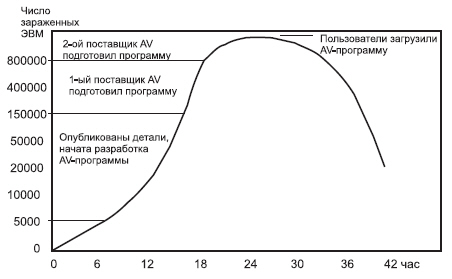 Число
зараженных
ЭВМ
2-ой поставщик AV
подготовил программу
Пользователи загрузили
AV-программу
800000
1-ый поставщик AV
подготовил программу
400000
150000
Опубликованы детали,
начата разработка
AV-программы
50000
20000
10000
5000
0
0 6 12 18 24 30 36 42 час